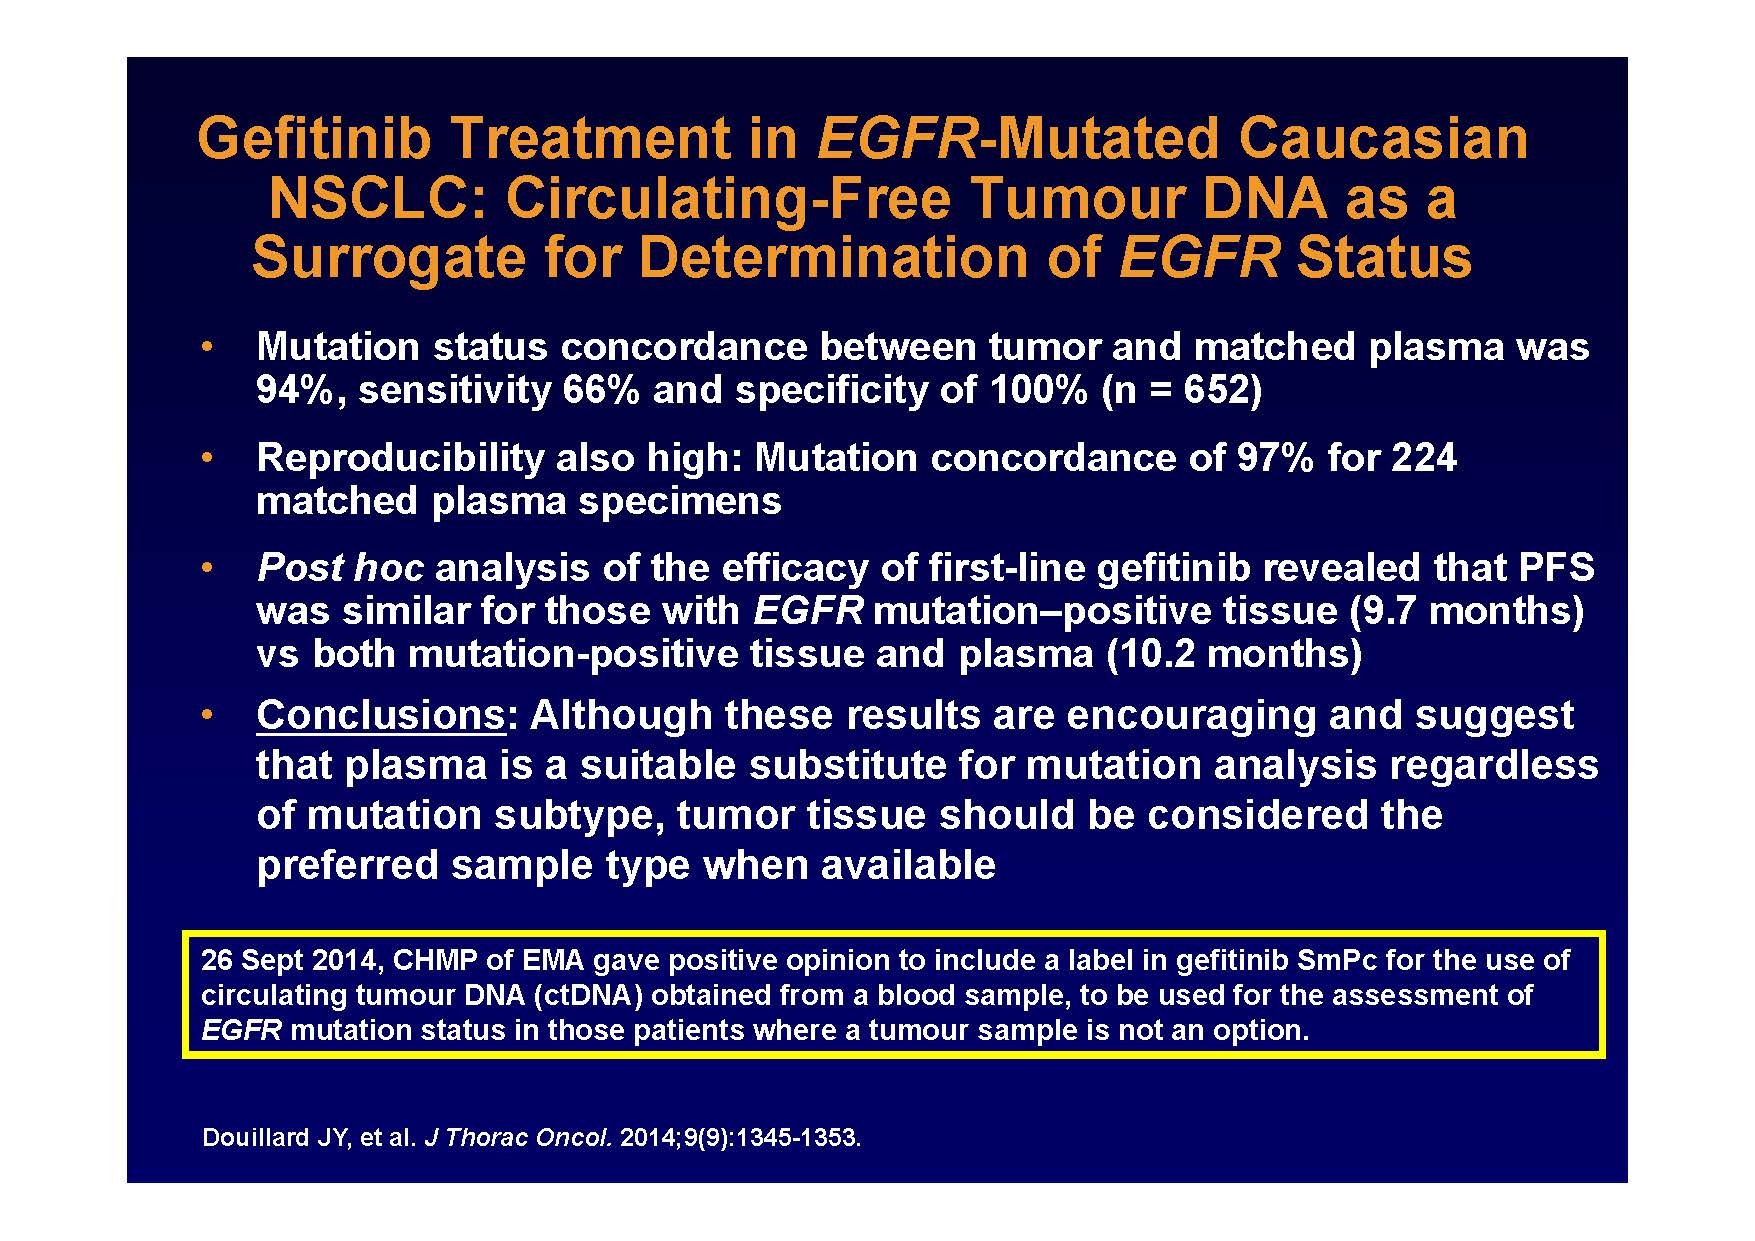 Gefitinib Treatment in EGFR-Mutated Caucasian
NSCLC: Circulating-Free Tumour DNA as a
Surrogate for Determination of EGFR Status
• Mutation status concordance between tumor and matched plasma was
94%, sensitivity 66% and specificity of 100% (n = 652)
• Reproducibility also high: Mutation concordance of 97% for 224
matched plasma specimens
• Post hoc analysis of the efficacy of first-line gefitinib revealed that PFS
was similar for those with EGFR mutation–positive tissue (9.7 months)
vs both mutation-positive tissue and plasma (10.2 months)
• Conclusions: Although these results are encouraging and suggest
that plasma is a suitable substitute for mutation analysis regardless
of mutation subtype, tumor tissue should be considered the
preferred sample type when available
26 Sept 2014, CHMP of EMA gave positive opinion to include a label in gefitinib SmPc for the use of
circulating tumour DNA (ctDNA) obtained from a blood sample, to be used for the assessment of
EGFR mutation status in those patients where a tumour sample is not an option.
Douillard JY, et al. J Thorac Oncol. 2014;9(9):1345-1353.